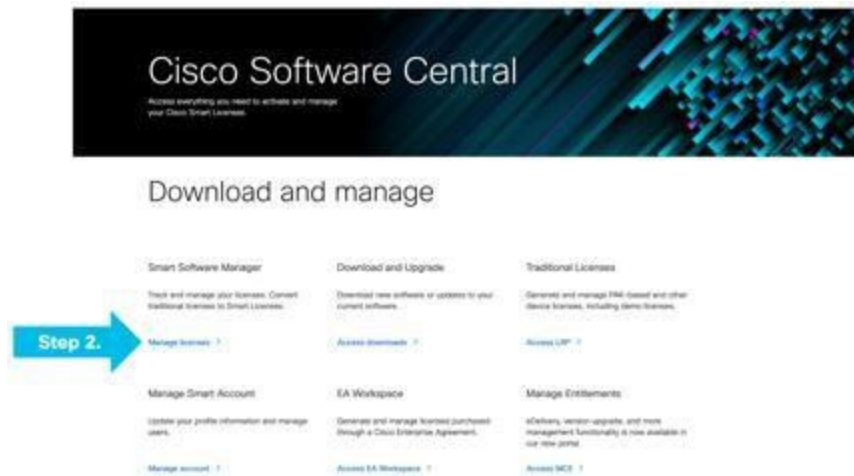 Cisco Software Central
Access everything you need to activate and manage
your Cisco Smart Licenses.
Download and manage
Smart Software Manager
Track and manage your licenses. Convert
traditional licenses to Smart Licenses.
Manage licenses
Download and Upgrade
Download new software or updates to your
current software.
Access downloads
Traditional Licenses
Generate and manage PAK-based and other
device licenses, including demo licenses.
Access LRP
Step 2.
Manage Smart Account
Update your profile information and manage
users.
Manage account
EA Workspace
Generate and manage licenses purchased
through a Cisco Enterprise Agreement.
Access EA Workspace
Manage Entitlements
eDelivery, version upgrade, and more
management functionality is now available in
our new portal.
Access MCE